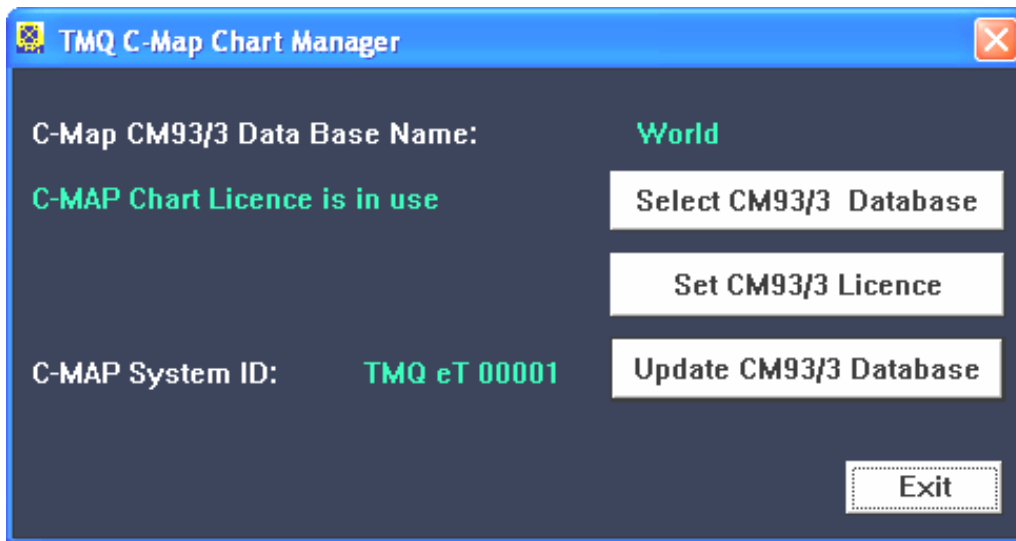 TMQ C-Map Chart Manager
C-Map CM93/3 Data Base Name: World
C-MAP Chart Licence is in use
Select CM93/3 Database
Set CM93/3 Licence
C-MAP System ID: TMQ eT 00001
Update CM93/3 Database
Exit